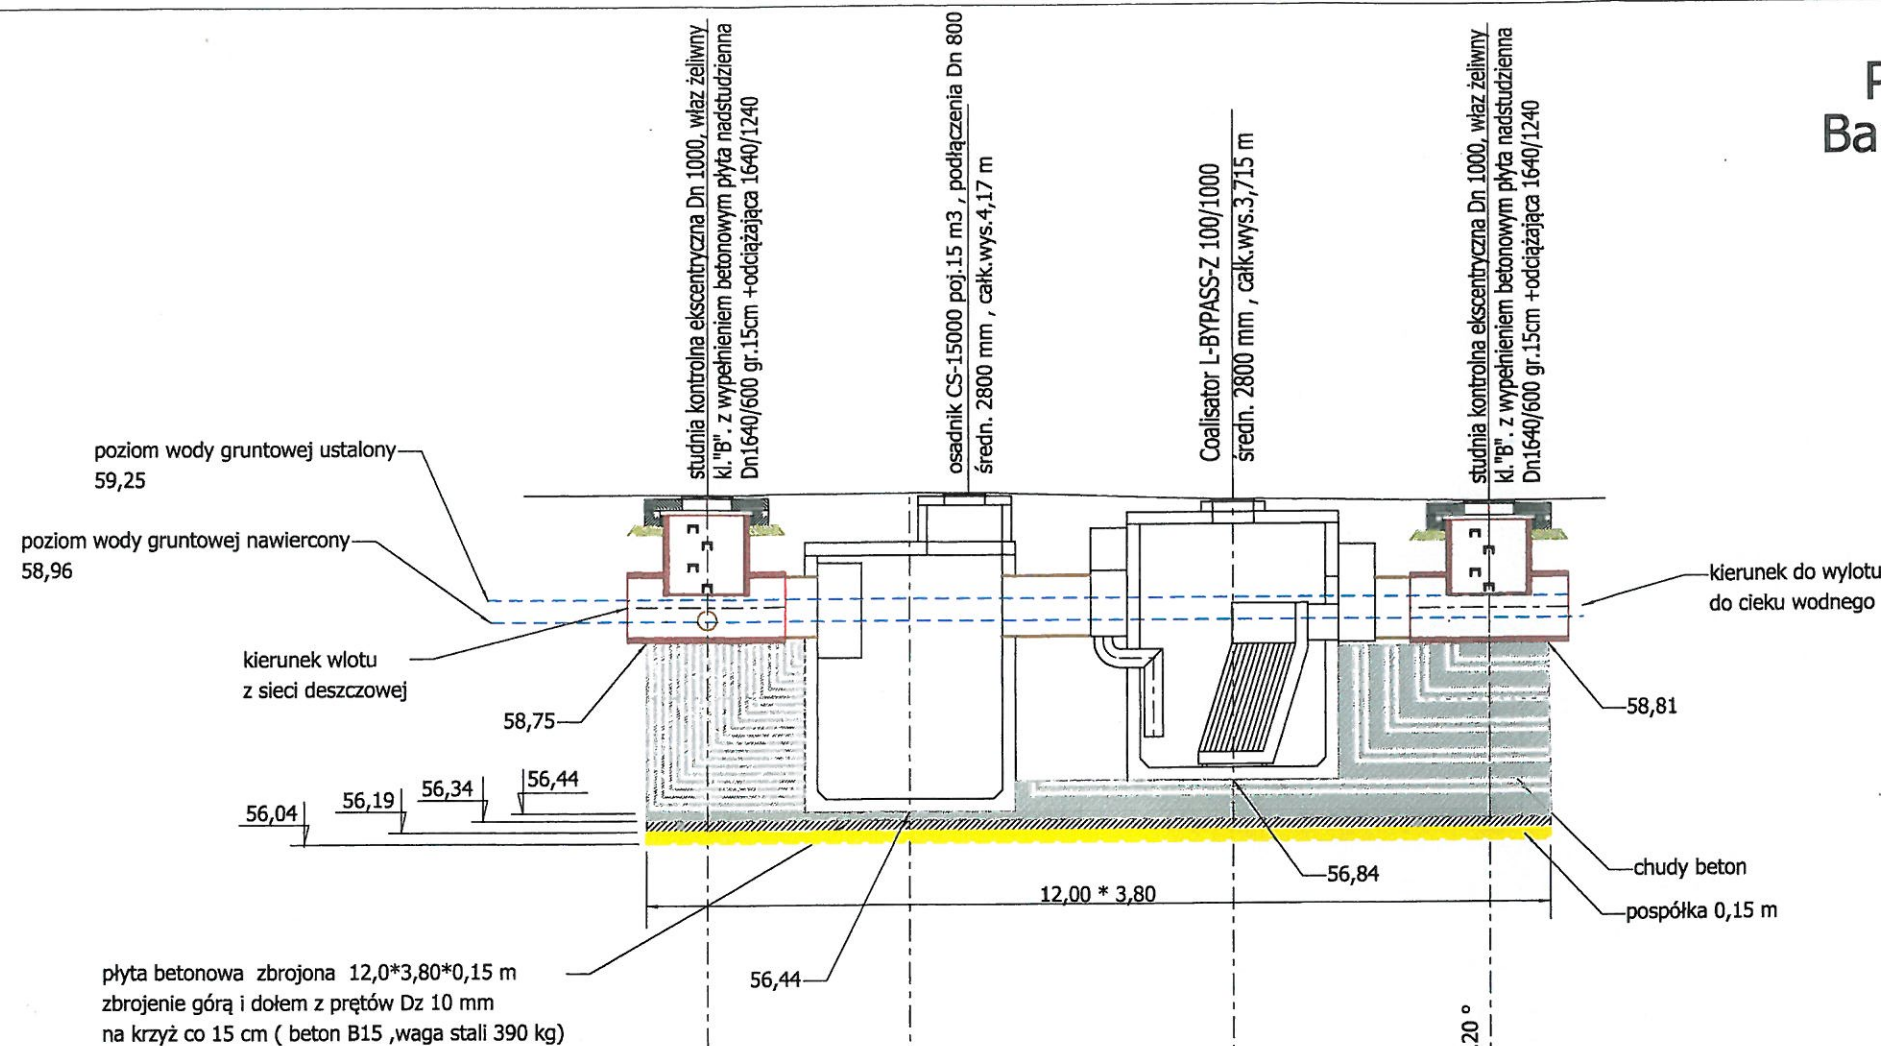 studnia kontrolna ekscentryczna Dn 1000, właz żeliwny
kl."B". z wypełnieniem betonowym płyta nadstudzienna
Dn1640/600 gr.15cm +odciążająca 1640/1240
osadnik CS-15000 poj.15 m3 , podłączenia Dn 800
średn. 2800 mm , całk.wys.4,17 m
Coalisator L-BYPASS-Z 100/1000
średn. 2800 mm , całk.wys.3,715 m
studnia kontrolna ekscentryczna Dn 1000, właz żeliwny
kl."B". z wypełnieniem betonowym płyta nadstudzienna
Dn1640/600 gr.15cm +odciążająca 1640/1240
P
Ba
poziom wody gruntowej ustalony
59,25
poziom wody gruntowej nawiercony
58,96
kierunek do wylotu
do cieku wodnego
kierunek wlotu
z sieci deszczowej
58,75
58,81
56,04
56,19
56,34
56,44
56,84
chudy beton
12,00 * 3,80
pospółka 0,15 m
płyta betonowa zbrojona 12,0*3,80*0,15 m
zbrojenie górą i dołem z prętów Dz 10 mm
na krzyż co 15 cm ( beton B15 ,waga stali 390 kg)
56,44
20 °